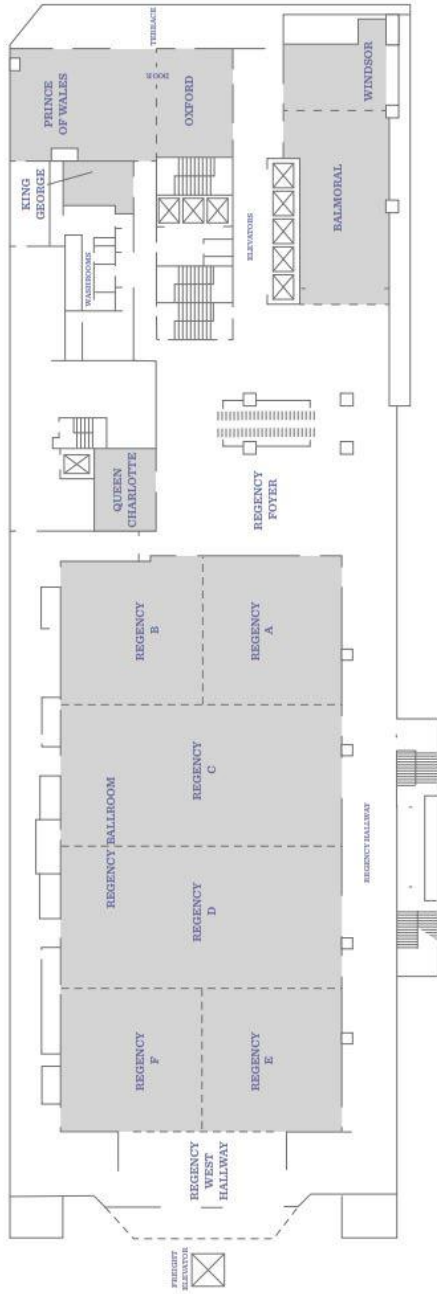 FREIGHT
ELEVATOR
REGENCY
WEST
HALLWAY
REGENCY BALLROOM
REGENCY
F
REGENCY
E
REGENCY
D
REGENCY
C
REGENCY
B
REGENCY
A
REGENCY HALLWAY
QUEEN
CHARLOTTE
REGENCY
FOYER
WASHROOMS
KING
GEORGE
PRINCE
OF WALES
DOOR
OXFORD
TERRACE
ELEVATORS
BALMORAL
WINDSOR